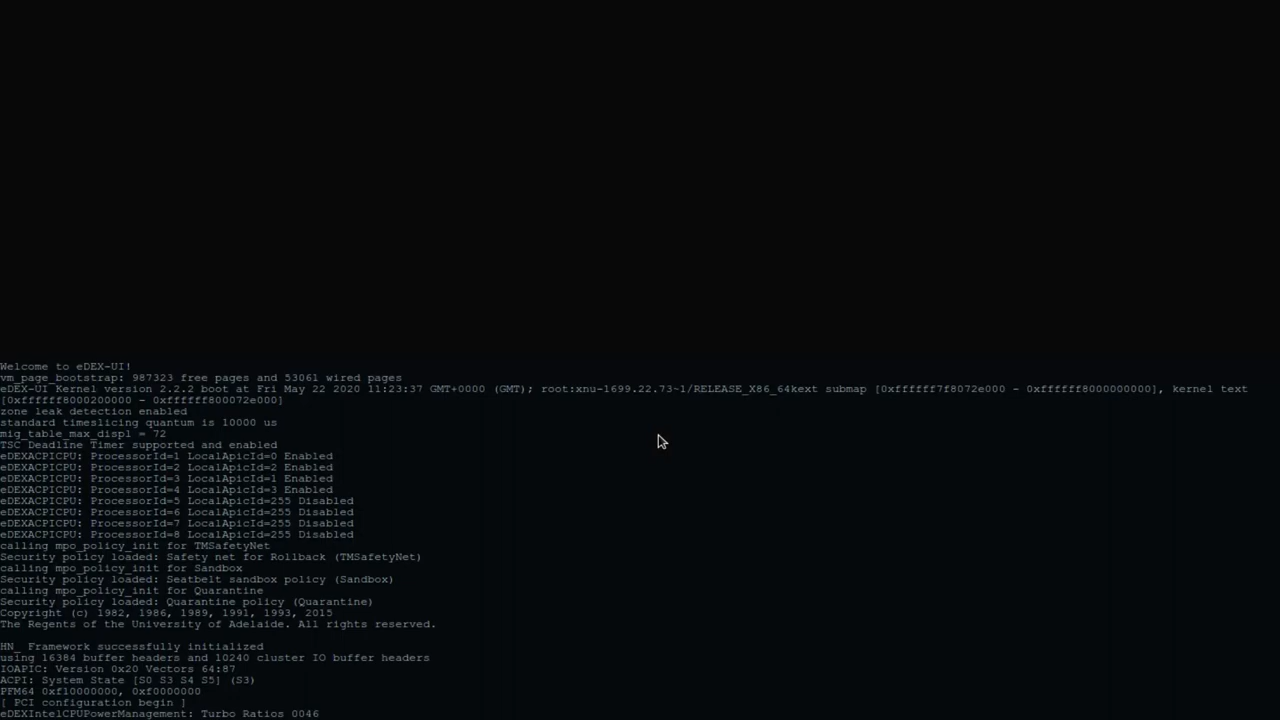 Welcome to eDEX-UI!
vm_page_bootstrap: 987323 free pages and 53061 wired pages
eDEX-UI Kernel version 2.2.2 boot at Fri May 22 2020 11:23:37 GMT+0000 (GMT); root:xnu-1699.22.73~1/RELEASE_X86_64kext submap [0xffffff7f8072e000 - 0xffffff8000000000], kernel text
[0xffffff8000200000 - 0xffffff800072e000]
zone leak detection enabled
standard timeslicing quantum is 10000 us
mig_table_max_displ = 72
TSC Deadline Timer supported and enabled
eDEXACPICPU: ProcessorId=1 LocalApicId=0 Enabled
eDEXACPICPU: ProcessorId=2 LocalApicId=2 Enabled
eDEXACPICPU: ProcessorId=3 LocalApicId=1 Enabled
eDEXACPICPU: ProcessorId=4 LocalApicId=3 Enabled
eDEXACPICPU: ProcessorId=5 LocalApicId=255 Disabled
eDEXACPICPU: ProcessorId=6 LocalApicId=255 Disabled
eDEXACPICPU: ProcessorId=7 LocalApicId=255 Disabled
eDEXACPICPU: ProcessorId=8 LocalApicId=255 Disabled
calling mpo_policy_init for TMSafetyNet
Security policy loaded: Safety net for Rollback (TMSafetyNet)
calling mpo_policy_init for Sandbox
Security policy loaded: Seatbelt sandbox policy (Sandbox)
calling mpo_policy_init for Quarantine
Security policy loaded: Quarantine policy (Quarantine)
Copyright (c) 1982, 1986, 1989, 1991, 1993, 2015
The Regents of the University of Adelaide. All rights reserved.
HN_ Framework successfully initialized
using 16384 buffer headers and 10240 cluster IO buffer headers
IOAPIC: Version 0x20 Vectors 64:87
ACPI: System State [S0 S3 S4 S5] (S3)
PFM64 0xf10000000, 0xf0000000
[ PCI configuration begin ]
eDEXIntelCPUPowerManagement: Turbo Ratios 0046